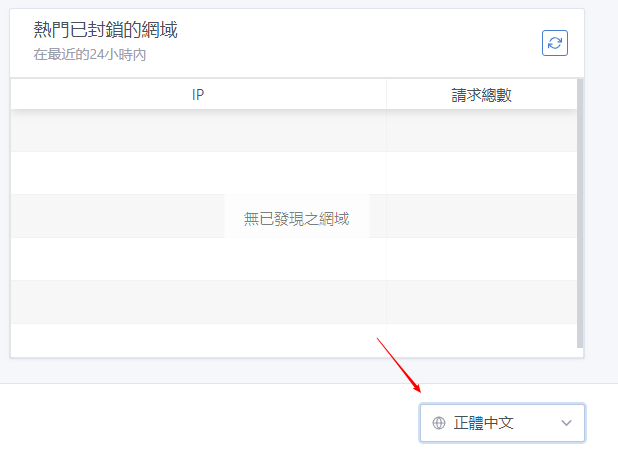 熱門已封鎖的網域
在最近的24小時內
IP
請求總數
無已發現之網域
正體中文